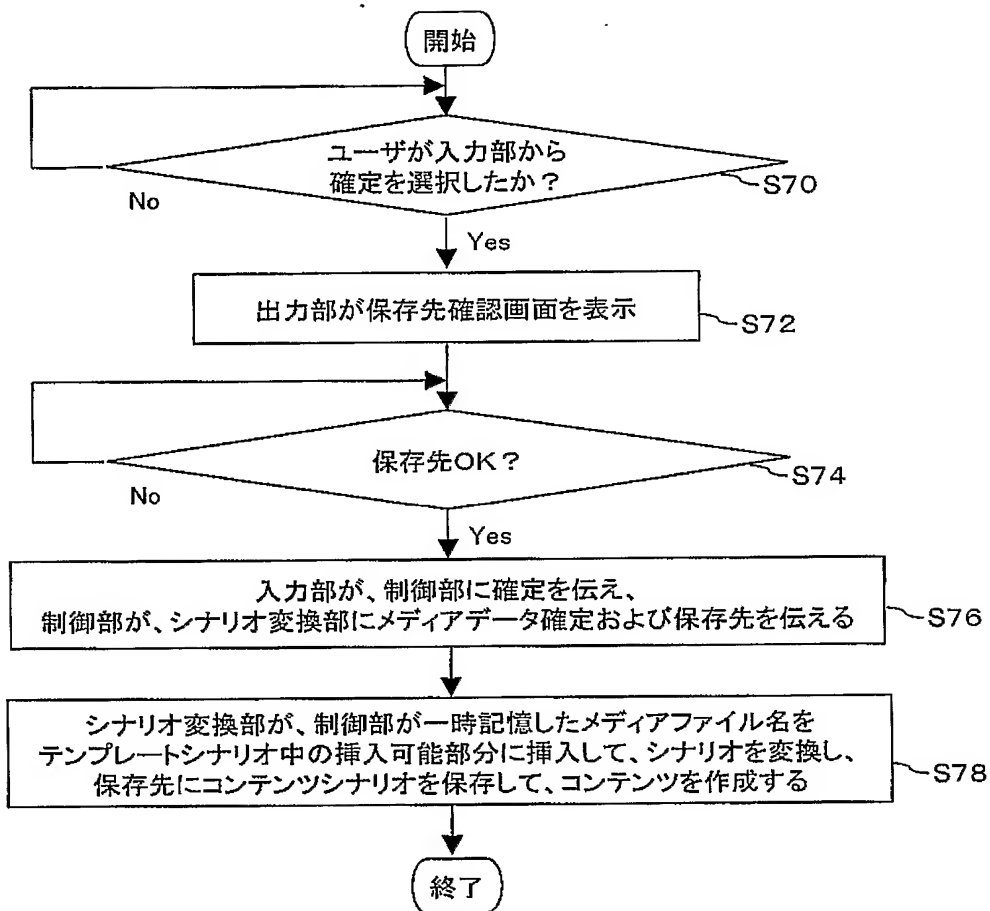 開始
ユーザが入力部から
確定を選択したか？
S70
No
Yes
出力部が保存先確認画面を表示
S72
保存先OK？
S74
No
Yes
入力部が、制御部に確定を伝え、
制御部が、シナリオ変換部にメディアデータ確定および保存先を伝える
S76
シナリオ変換部が、制御部が一時記憶したメディアファイル名を
テンプレートシナリオ中の挿入可能部分に挿入して、シナリオを変換し、
保存先にコンテンツシナリオを保存して、コンテンツを作成する
S78
終了